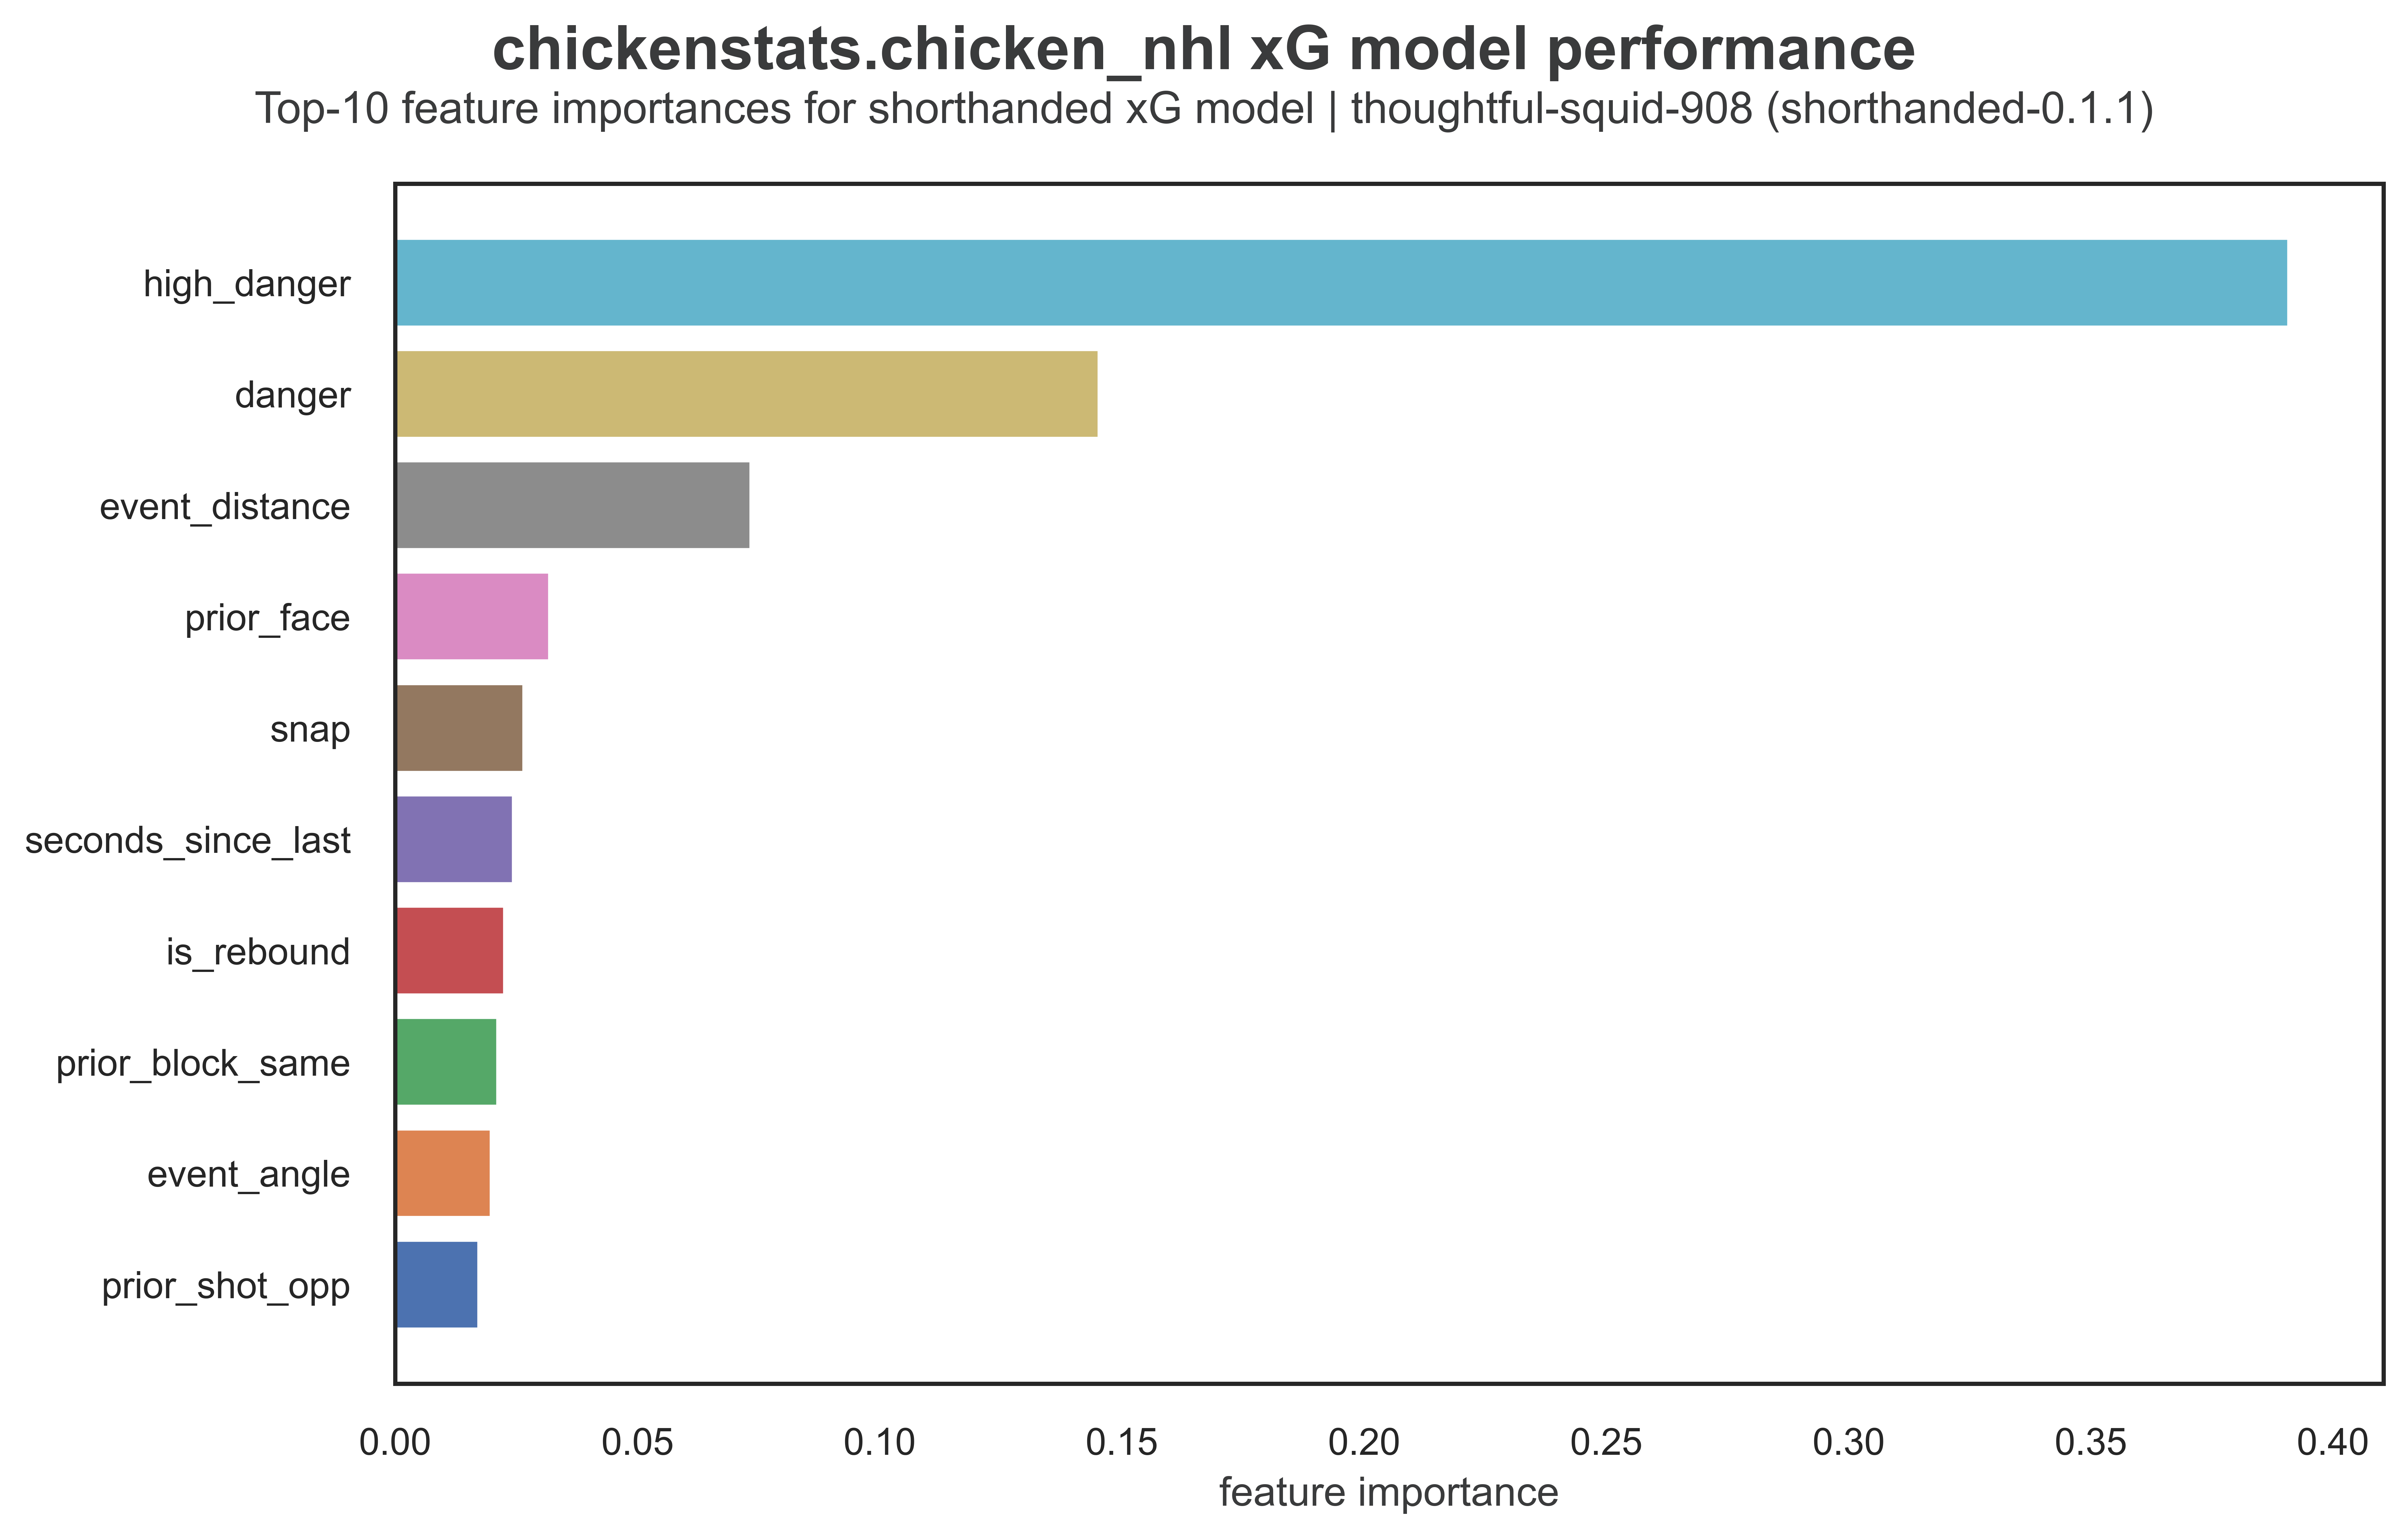 chickenstats.chicken_nhl xG model performance
Top-10 feature importances for shorthanded xG model | thoughtful-squid-908 (shorthanded-0.1.1)
high_danger
danger
event_distance
prior_face
snap
seconds_since_last
is_rebound
prior_block_same
event_angle
prior_shot_opp
0.00 0.05 0.10 0.15 0.20 0.25 0.30 0.35 0.40
feature importance